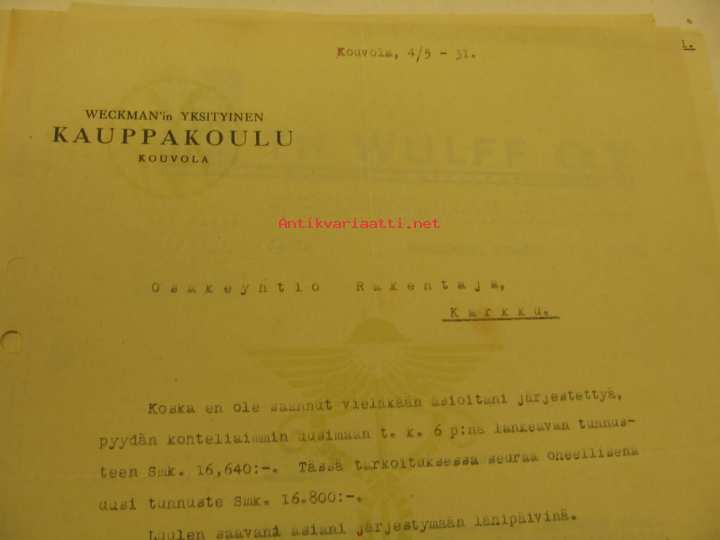 Kouvola, 4/5 - 31.
1.
WECKMAN'in YKSITYINEN
KAUPPAKOULU
KOUVOLA
WULFF
Antikvariaatti.net
Osakeyhtiö Rakentaja,
Karkku.
Koska en ole saanut vieläkään asioitani järjestettyä,
pyydän kohteliaimmin uusimaan t. k. 6 p:nä lankeavan tunnus-
teen Smk. 16,640:-. Tässä tarkoituksessa seuraa oheellisena
uusi tunnuste Smk. 16.800:-.
Luulen saavani asiani järjestymään lähipäivinä.